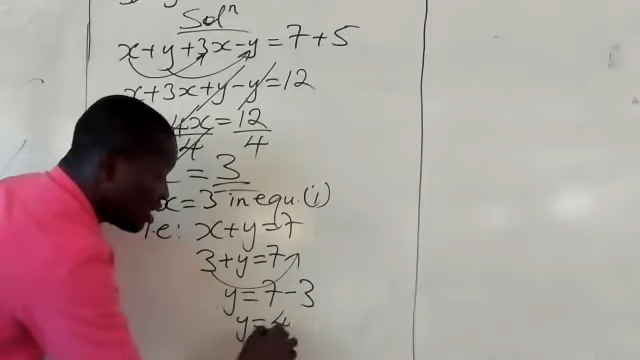 Solⁿ
x+y+3x-y=7+5
x+3x+y-y=12
4x/4=12/4
=3
x=3 in equ.(i)
i.e: x+y=7
3+y=7
y=7-3
y=4